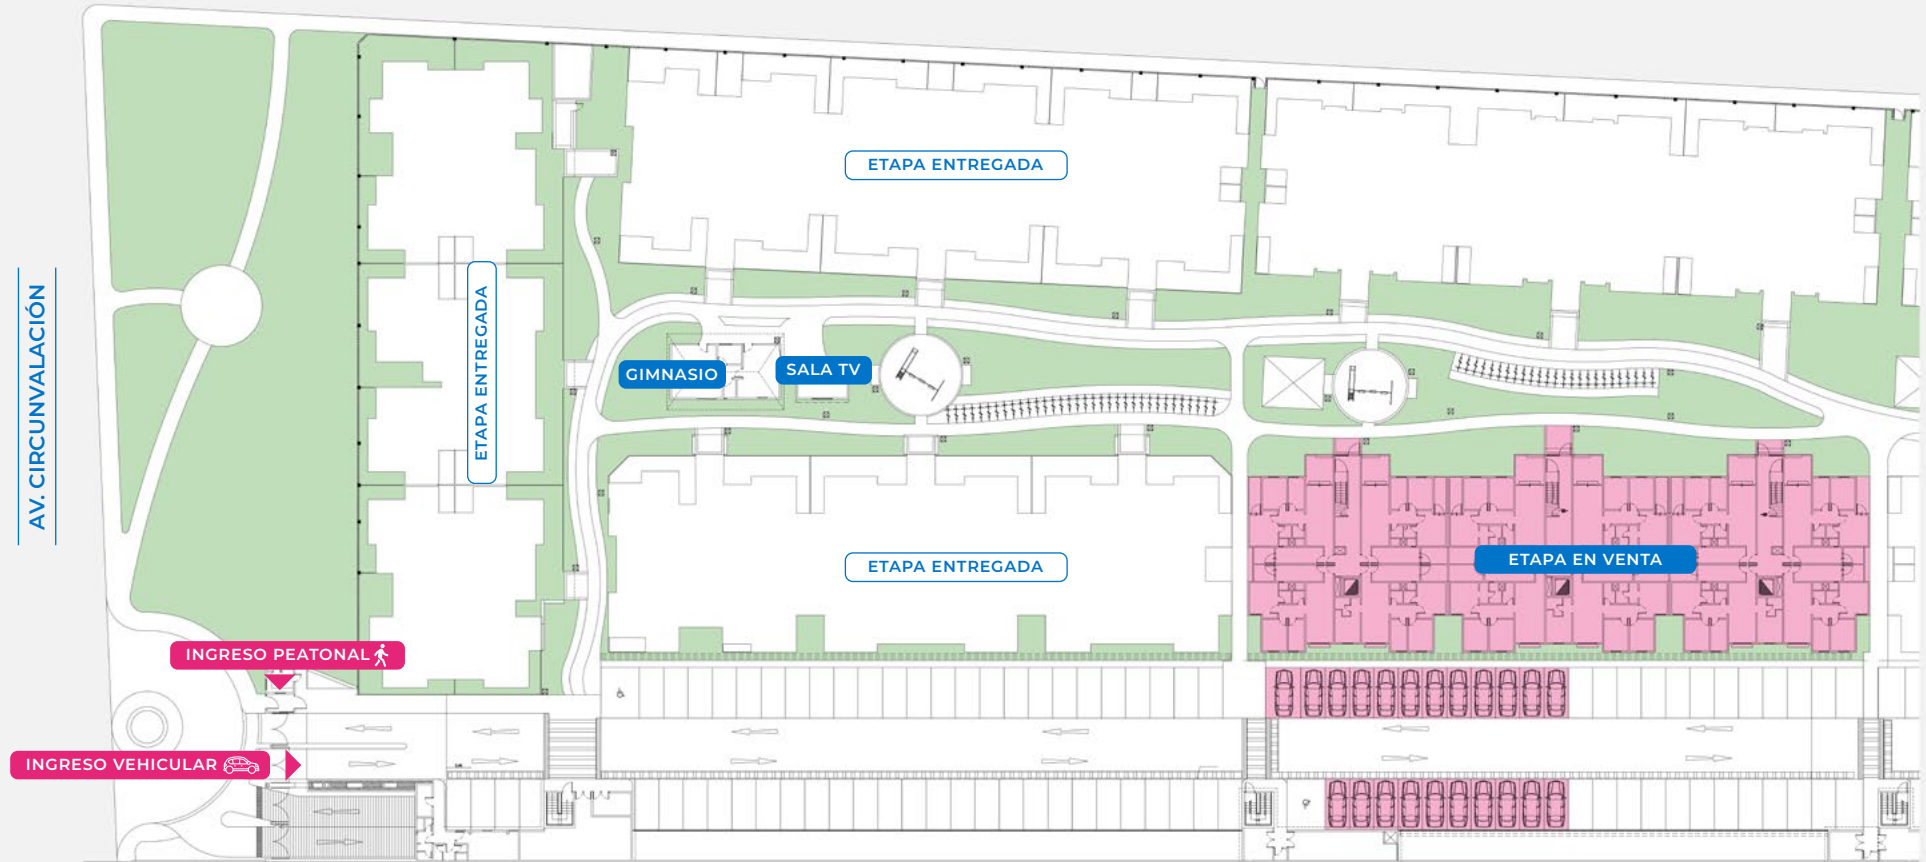 ETAPA ENTREGADA
AV. CIRCUNVALACIÓN
ETAPA ENTREGADA
GIMNASIO
SALA TV
ETAPA ENTREGADA
ETAPA EN VENTA
INGRESO PEATONAL
INGRESO VEHICULAR